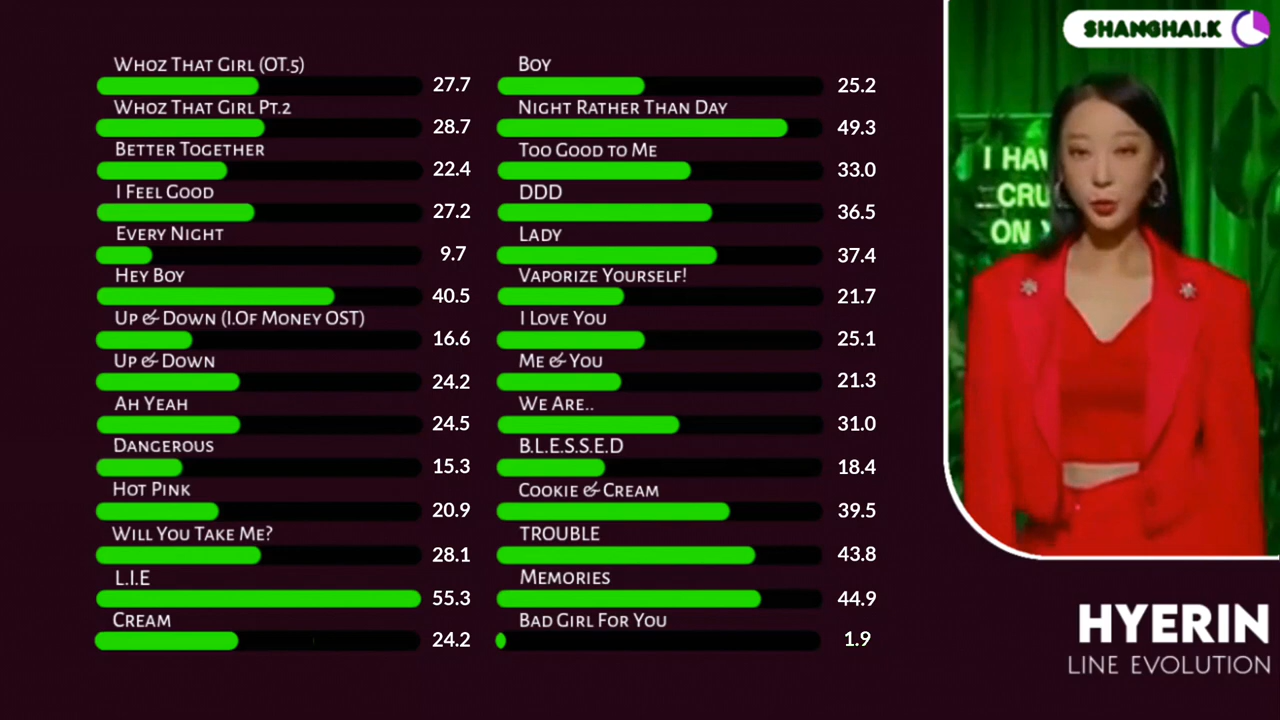 WHOZ THAT GIRL (OT.5)
27.7
WHOZ THAT GIRL PT.2
28.7
BETTER TOGETHER
22.4
I FEEL GOOD
27.2
EVERY NIGHT
9.7
HEY BOY
40.5
UP & DOWN (I.OF MONEY OST)
16.6
UP & DOWN
24.2
AH YEAH
24.5
DANGEROUS
15.3
HOT PINK
20.9
WILL YOU TAKE ME?
28.1
L.I.E
55.3
CREAM
24.2
BOY
25.2
NIGHT RATHER THAN DAY
49.3
TOO GOOD TO ME
33.0
DDD
36.5
LADY
37.4
VAPORIZE YOURSELF!
21.7
I LOVE YOU
25.1
ME & YOU
21.3
WE ARE..
31.0
B.L.E.S.S.E.D
18.4
COOKIE & CREAM
39.5
TROUBLE
43.8
MEMORIES
44.9
BAD GIRL FOR YOU
1.9
SHANGHAI.K
I HAV
CRU
ON
HYERIN
LINE EVOLUTION